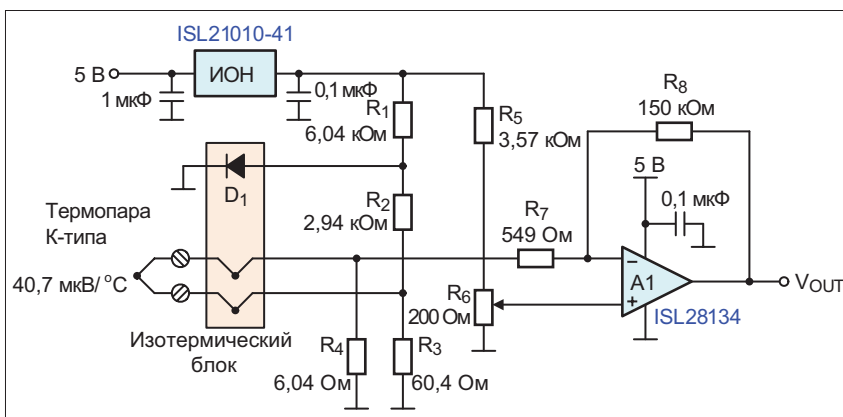 ISL21010-41
5 В
ИОН
1 мкФ
0,1 мкФ
R1
6,04 кОм
R5
3,57 кОм
R8
150 кОм
D1
R2
2,94 кОм
5 В
0,1 мкФ
Термопара
К-типа
40,7 мкВ/°С
R7
549 Ом
R6
200 Ом
−
A1
+
VOUT
ISL28134
Изотермический
блок
R4
6,04 Ом
R3
60,4 Ом